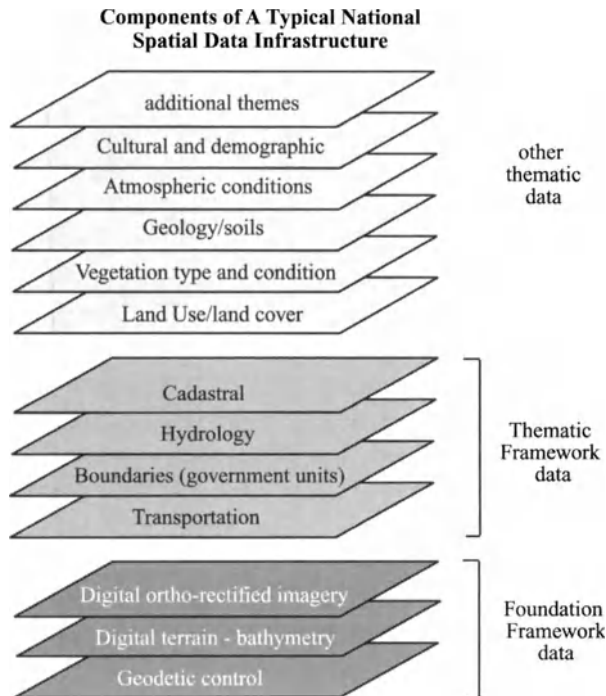 Components of A Typical National
Spatial Data Infrastructure
additional themes
Cultural and demographic
Atmospheric conditions
Geology/soils
Vegetation type and condition
Land Use/land cover
other
thematic
data
Cadastral
Hydrology
Boundaries (government units)
Transportation
Thematic
Framework
data
Digital ortho-rectified imagery
Digital terrain - bathymetry
Geodetic control
Foundation
Framework
data